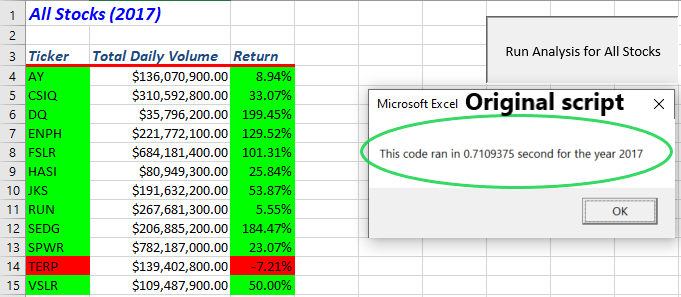 1 All Stocks (2017)
2
3 Ticker Total Daily Volume Return
4 AY $136,070,900.00 8.94%
5 CSIQ $310,592,800.00 33.07%
6 DQ $35,796,200.00 199.45%
7 ENPH $221,772,100.00 129.52%
8 FSLR $684,181,400.00 101.31%
9 HASI $80,949,300.00 25.84%
10 JKS $191,632,200.00 53.87%
11 RUN $267,681,300.00 5.55%
12 SEDG $206,885,200.00 184.47%
13 SPWR $782,187,000.00 23.07%
14 TERP $139,402,800.00 -7.21%
15 VSLR $109,487,900.00 50.00%
Run Analysis for All Stocks
Microsoft Excel Original script
This code ran in 0.7109375 second for the year 2017
OK